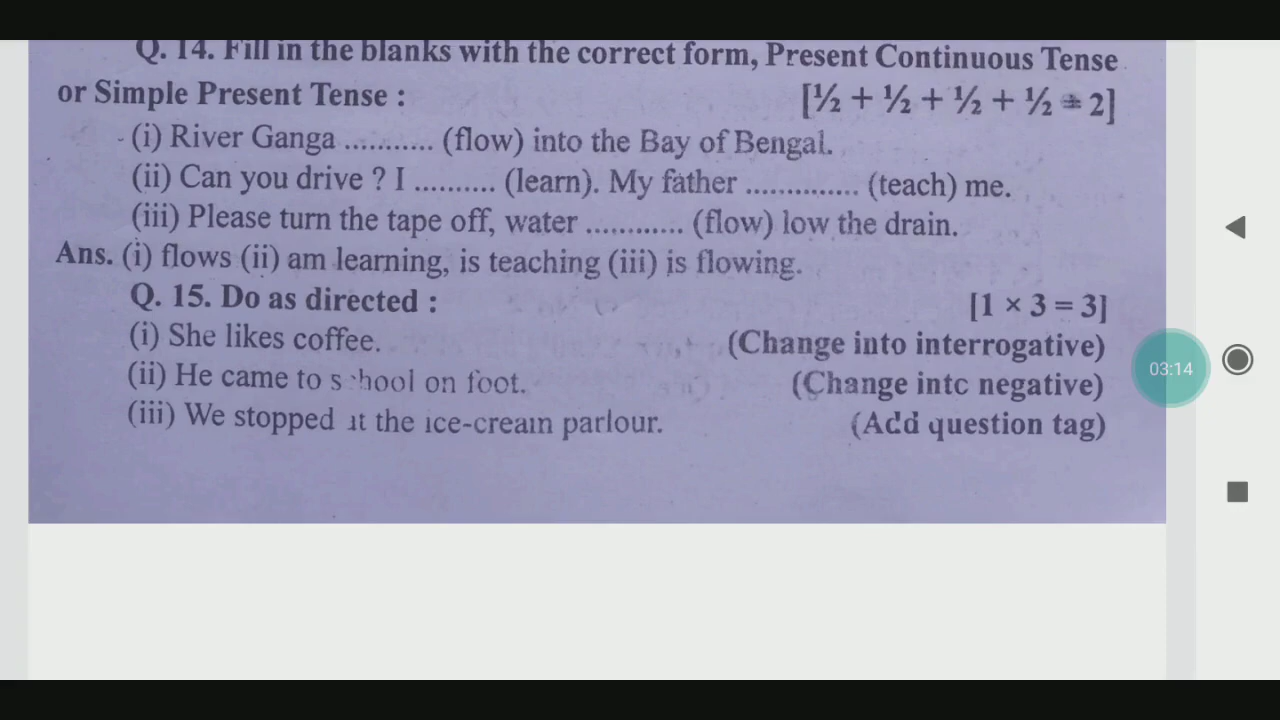 Q. 14. Fill in the blanks with the correct form, Present Continuous Tense
or Simple Present Tense : [½ + ½ + ½ + ½ = 2]
(i) River Ganga .......... (flow) into the Bay of Bengal.
(ii) Can you drive ? I .......... (learn). My father .............. (teach) me.
(iii) Please turn the tape off, water ............ (flow) low the drain.
Ans. (i) flows (ii) am learning, is teaching (iii) is flowing.
Q. 15. Do as directed : [1 × 3 = 3]
(i) She likes coffee. (Change into interrogative)
(ii) He came to school on foot. (Change into negative)
(iii) We stopped at the ice-cream parlour. (Add question tag)
03:14